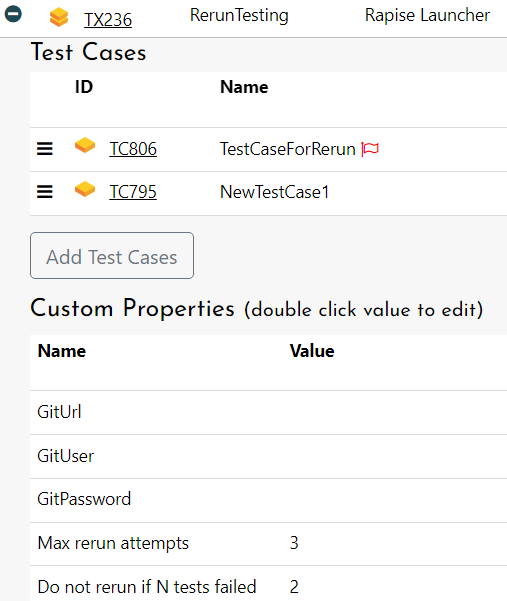 TX236 RerunTesting Rapise Launcher
Test Cases
ID Name
TC806 TestCaseForRerun
TC795 NewTestCase1
Add Test Cases
Custom Properties (double click value to edit)
Name Value
GitUrl
GitUser
GitPassword
Max rerun attempts 3
Do not rerun if N tests failed 2